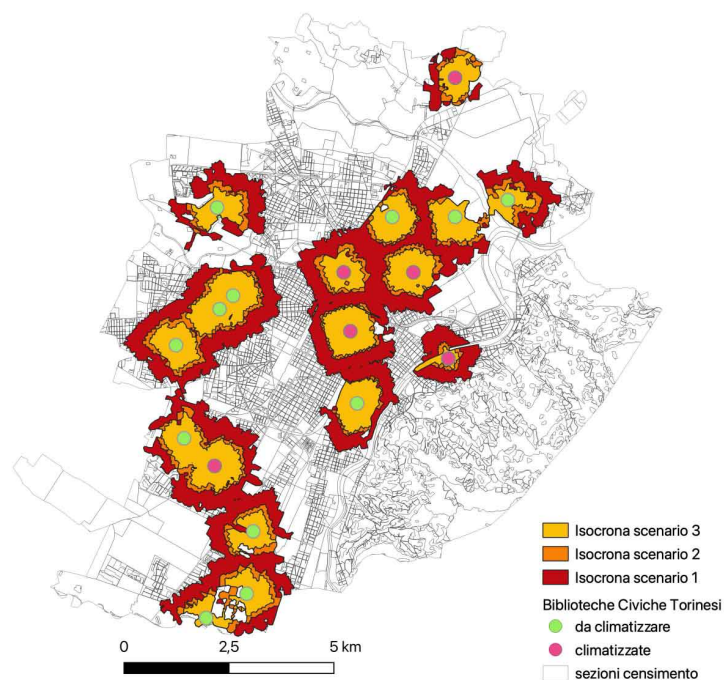 Isocrona scenario 3
Isocrona scenario 2
Isocrona scenario 1
Biblioteche Civiche Torinesi
da climatizzare
climatizzate
sezioni censimento
0 2,5 5 km